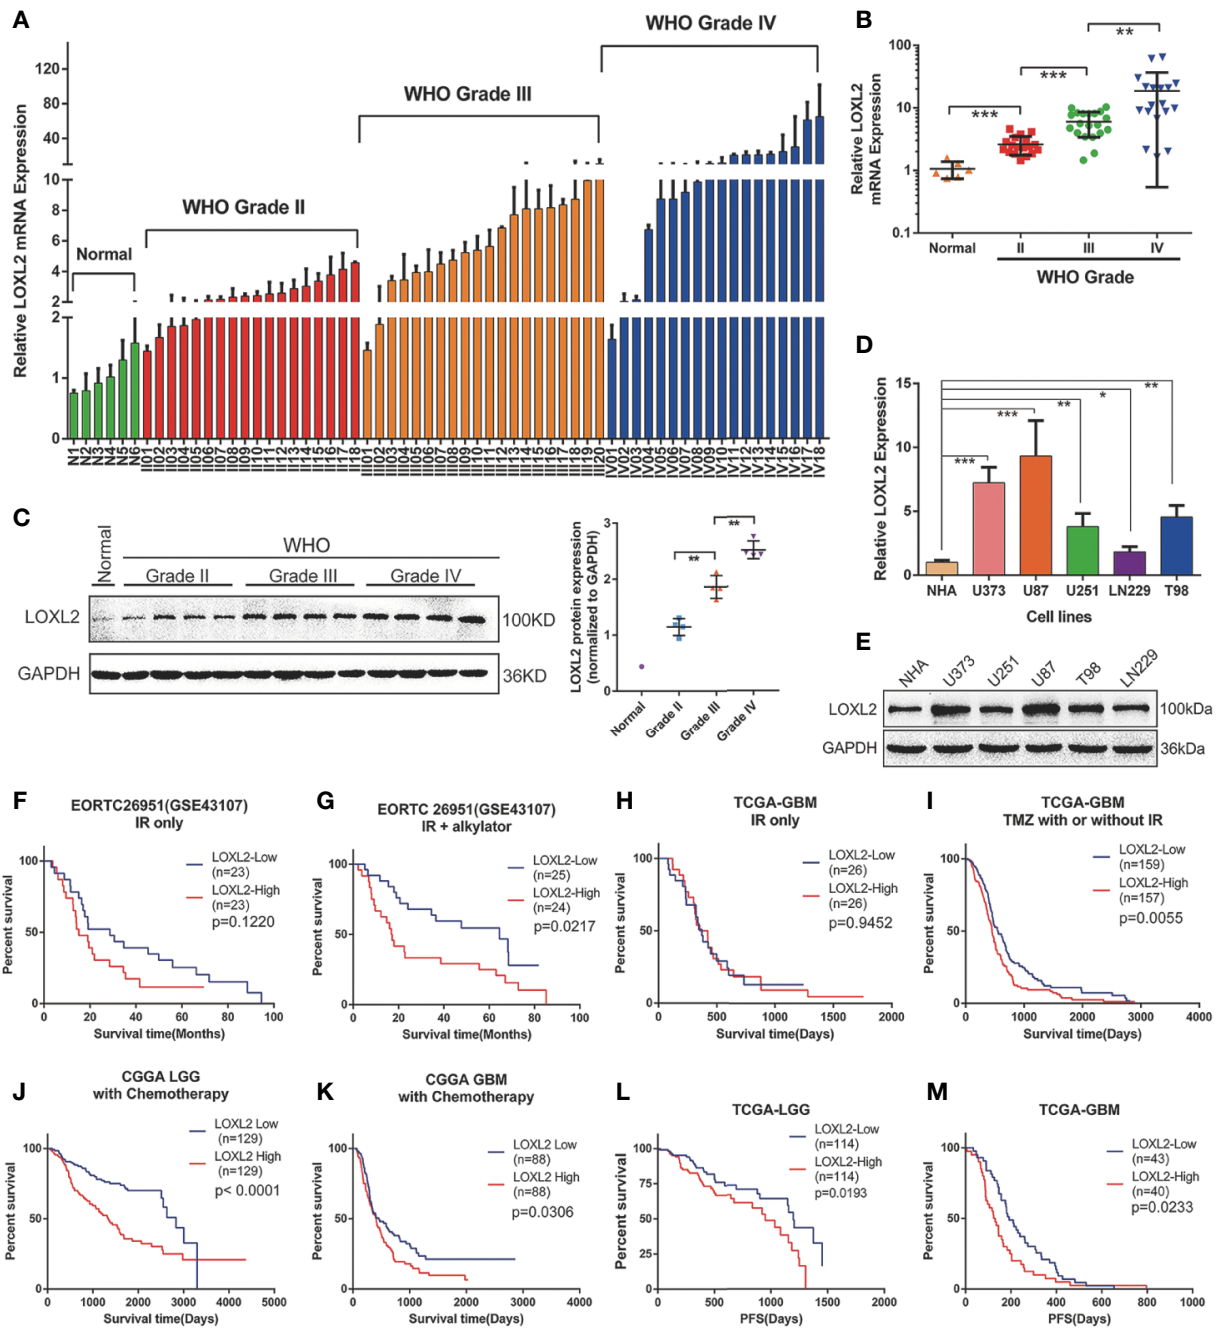 A
WHO Grade IV
WHO Grade III
WHO Grade II
Normal
Relative LOXL2 mRNA Expression
120
80
40
10
8
6
4
2
2
1
0
N1 N2 N3 N4 N5 N6 II01 II02 II03 II04 II05 II06 II07 II08 II09 II10 II11 II12 II13 II14 II15 II16 II17 II18 III01 III02 III03 III04 III05 III06 III07 III08 III09 III10 III11 III12 III13 III14 III15 III16 III17 III18 III19 III20 IV01 IV02 IV03 IV04 IV05 IV06 IV07 IV08 IV09 IV10 IV11 IV12 IV13 IV14 IV15 IV16 IV17 IV18
B
Relative LOXL2
mRNA Expression
100
10
1
0.1
***
***
**
Normal II III IV
WHO Grade
C
Normal
WHO
Grade II Grade III Grade IV
LOXL2
100KD
GAPDH
36KD
LOXL2 protein expression
(normalized to GAPDH)
3
2
1
0
**
**
Normal Grade II Grade III Grade IV
D
Relative LOXL2 Expression
15
10
5
0
***
***
**
*
**
NHA U373 U87 U251 LN229 T98
Cell lines
E
NHA U373 U251 U87 T98 LN229
LOXL2
100kDa
GAPDH
36kDa
F
EORTC26951(GSE43107)
IR only
LOXL2-Low
(n=23)
LOXL2-High
(n=23)
p=0.1220
Percent survival
100
50
0
0 20 40 60 80 100
Survival time(Months)
G
EORTC 26951(GSE43107)
IR + alkylator
LOXL2-Low
(n=25)
LOXL2-High
(n=24)
p=0.0217
Percent survival
100
50
0
0 20 40 60 80 100
Survival time(Months)
H
TCGA-GBM
IR only
LOXL2-Low
(n=26)
LOXL2-High
(n=26)
p=0.9452
Percent survival
100
50
0
0 500 1000 1500 2000
Survival time(Days)
I
TCGA-GBM
TMZ with or without IR
LOXL2-Low
(n=159)
LOXL2-High
(n=157)
p=0.0055
Percent survival
100
50
0
0 1000 2000 3000 4000
Survival time(Days)
J
CGGA LGG
with Chemotherapy
LOXL2 Low
(n=129)
LOXL2 High
(n=129)
p< 0.0001
Percent survival
100
50
0
0 1000 2000 3000 4000 5000
Survival time(Days)
K
CGGA GBM
with Chemotherapy
LOXL2 Low
(n=88)
LOXL2 High
(n=88)
p=0.0306
Percent survival
100
50
0
0 1000 2000 3000 4000
Survival time(Days)
L
TCGA-LGG
LOXL2-Low
(n=114)
LOXL2-High
(n=114)
p=0.0193
Percent survival
100
75
50
25
0
0 500 1000 1500 2000
PFS(Days)
M
TCGA-GBM
LOXL2-Low
(n=43)
LOXL2-High
(n=40)
p=0.0233
Percent survival
100
50
0
0 200 400 600 800 1000
PFS(Days)